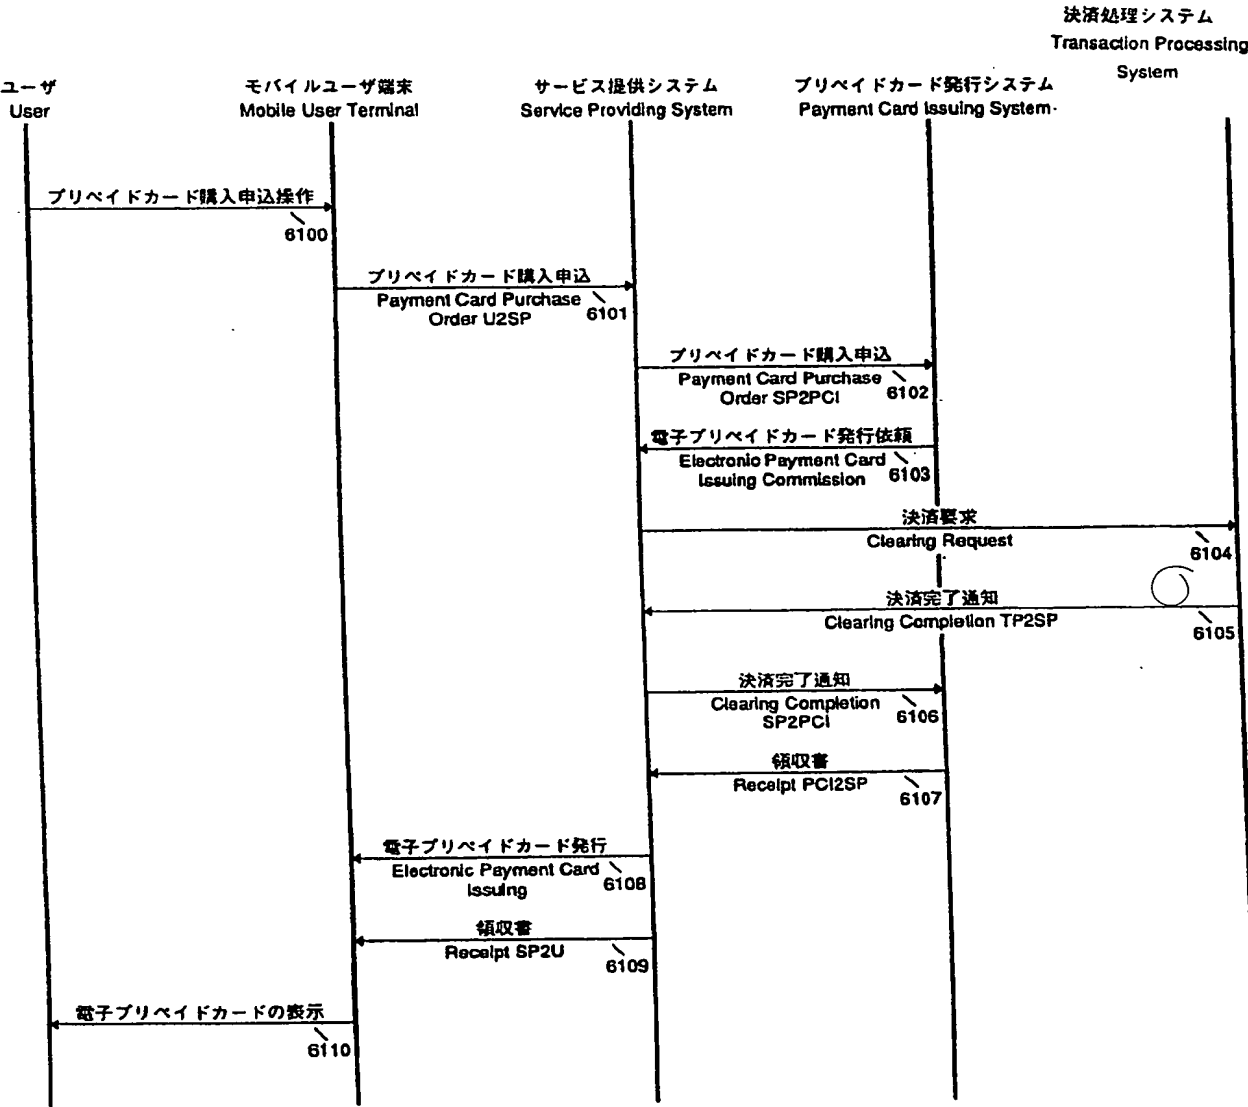 決済処理システム
Transaction Processing
System
ユーザ
User
モバイルユーザ端末
Mobile User Terminal
サービス提供システム
Service Providing System
プリペイドカード発行システム
Payment Card Issuing System
プリペイドカード購入申込操作
6100
プリペイドカード購入申込
Payment Card Purchase
Order U2SP
6101
プリペイドカード購入申込
Payment Card Purchase
Order SP2PCI
6102
電子プリペイドカード発行依頼
Electronic Payment Card
Issuing Commission
6103
決済要求
Clearing Request
6104
決済完了通知
Clearing Completion TP2SP
6105
決済完了通知
Clearing Completion
SP2PCI
6106
領収書
Receipt PCI2SP
6107
電子プリペイドカード発行
Electronic Payment Card
Issuing
6108
領収書
Receipt SP2U
6109
電子プリペイドカードの表示
6110